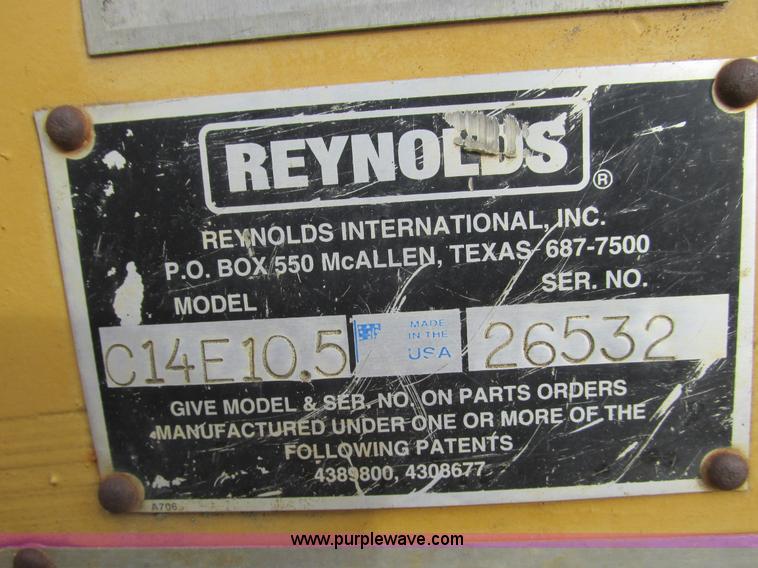 REYNOLDS ®
REYNOLDS INTERNATIONAL, INC.
P.O. BOX 550 McALLEN, TEXAS 687-7500
MODEL SER. NO.
C14E10.5 MADE IN THE USA 26532
GIVE MODEL & SER. NO. ON PARTS ORDERS
MANUFACTURED UNDER ONE OR MORE OF THE
FOLLOWING PATENTS
4389800, 4308677
A706
www.purplewave.com